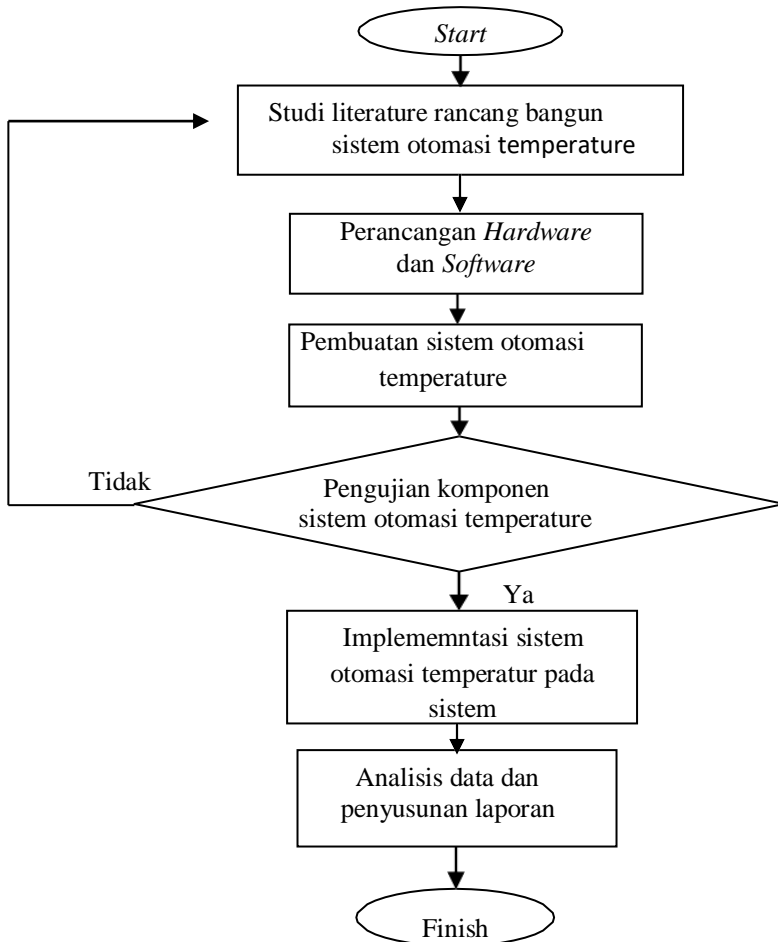 Start
Studi literature rancang bangun
sistem otomasi temperature
Perancangan Hardware
dan Software
Pembuatan sistem otomasi
temperature
Tidak
Pengujian komponen
sistem otomasi temperature
Ya
Implememntasi sistem
otomasi temperatur pada
sistem
Analisis data dan
penyusunan laporan
Finish